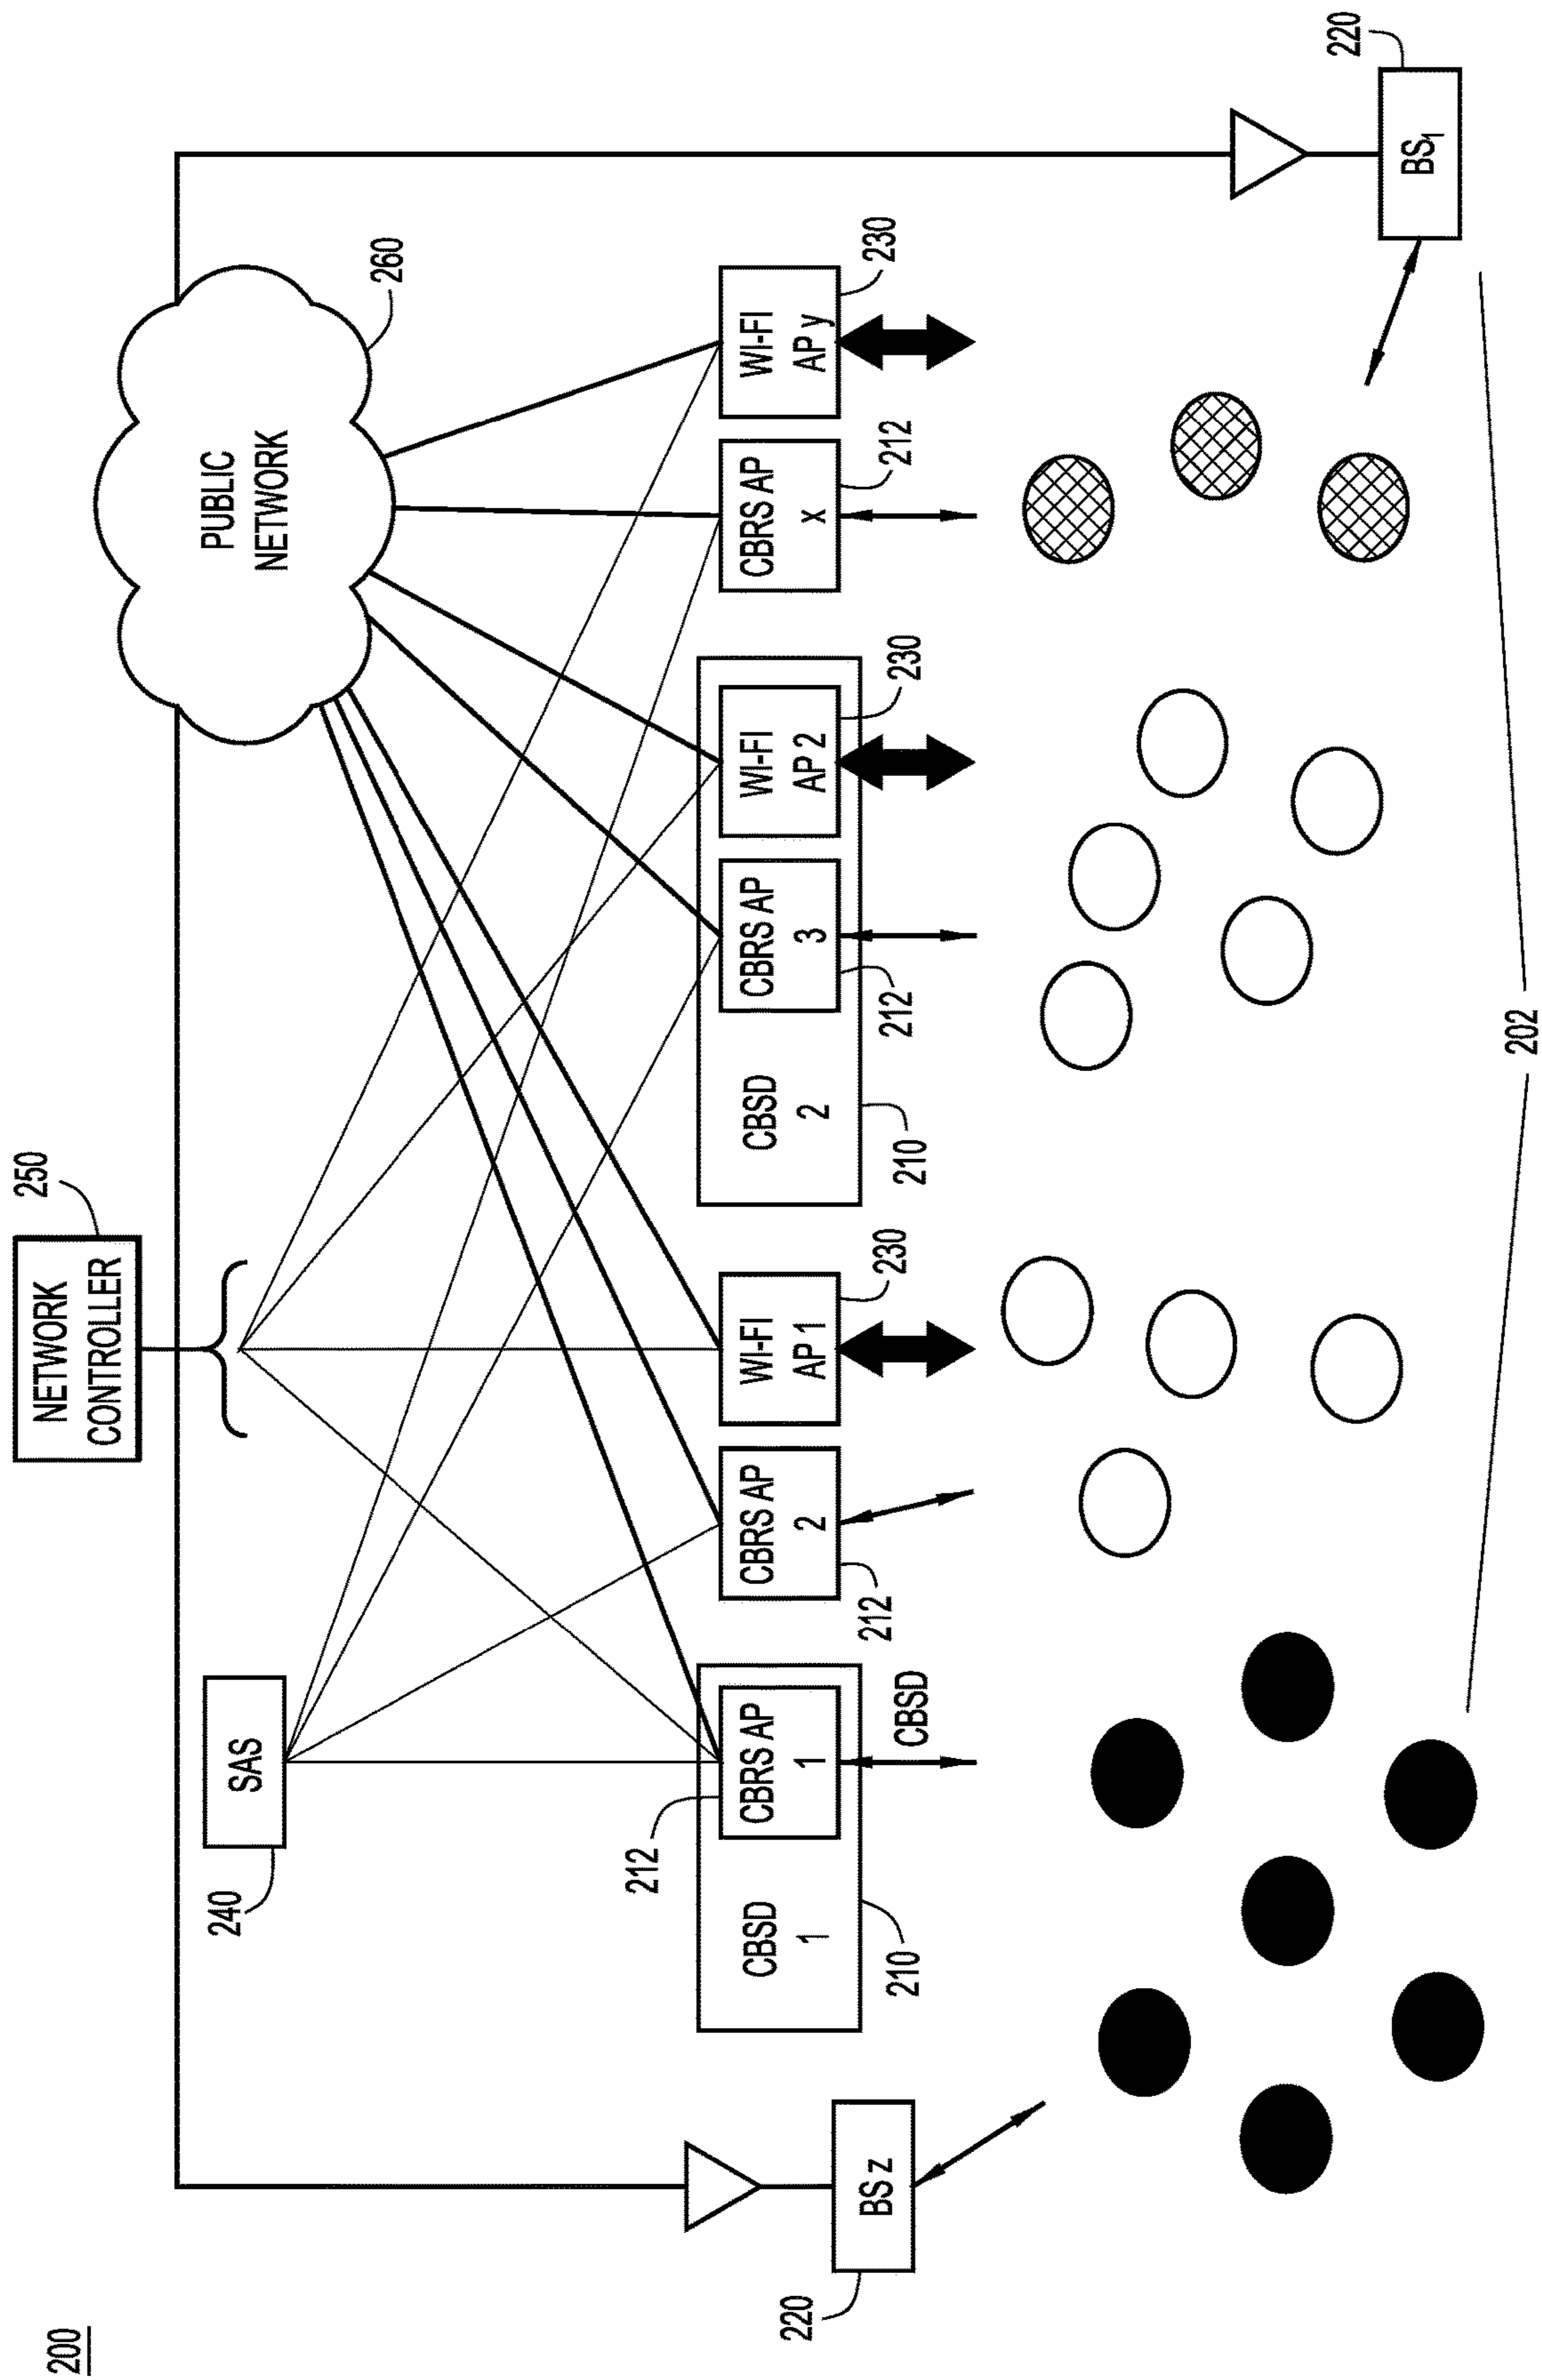 200
NETWORK
CONTROLLER
250
PUBLIC
NETWORK
260
SAS
240
CBSD
1
210
CBRS AP
1
212
CBSD
CBRS AP
2
212
WI-FI
AP 1
230
CBSD
2
210
CBRS AP
3
212
WI-FI
AP 2
230
CBRS AP
x
212
WI-FI
AP y
230
BS z
220
BS1
220
202